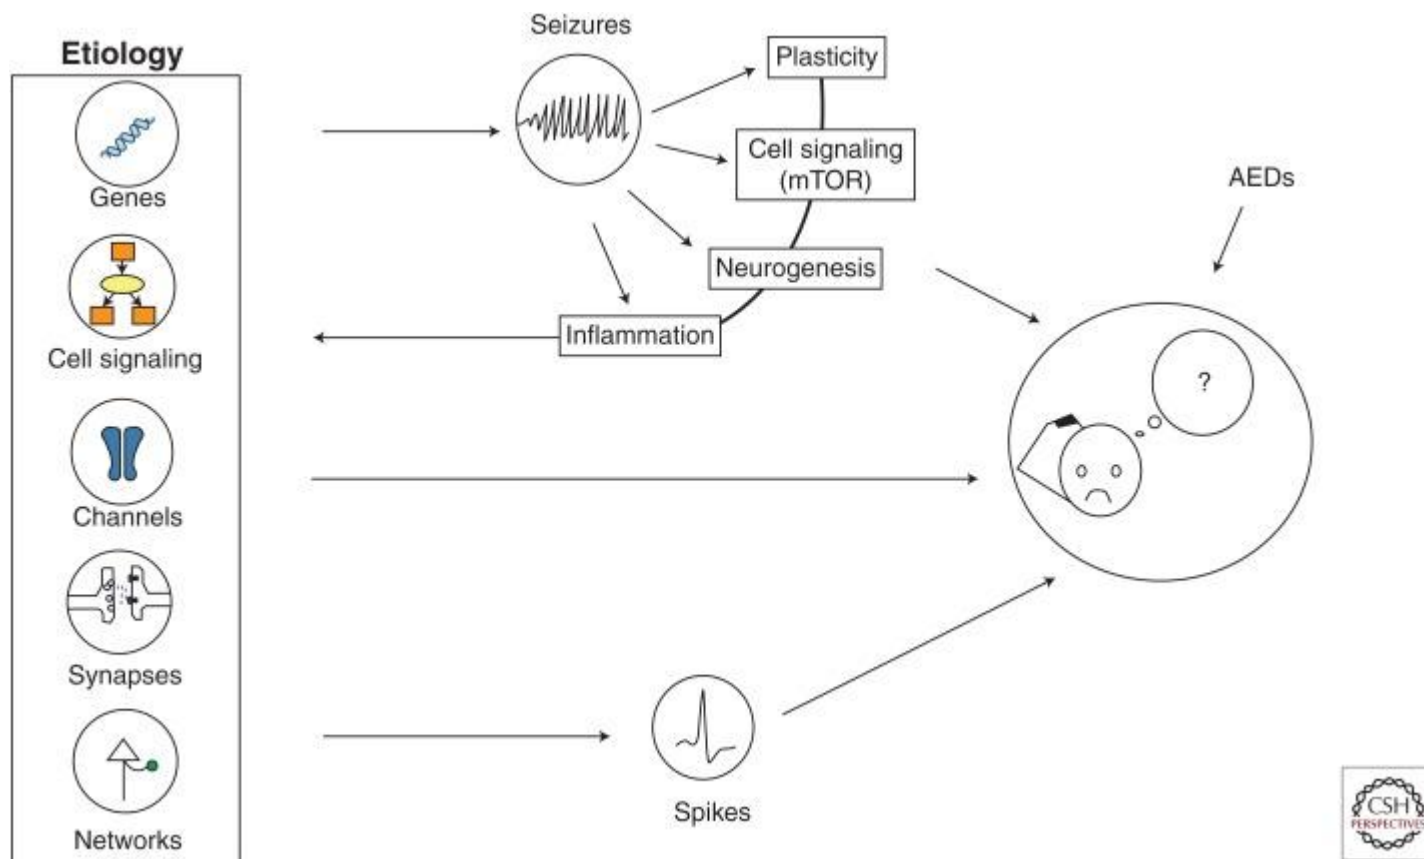 Etiology
Genes
Cell signaling
Channels
Synapses
Networks
Seizures
Plasticity
Cell signaling
(mTOR)
Neurogenesis
Inflammation
Spikes
AEDs
?
CSH
PERSPECTIVES